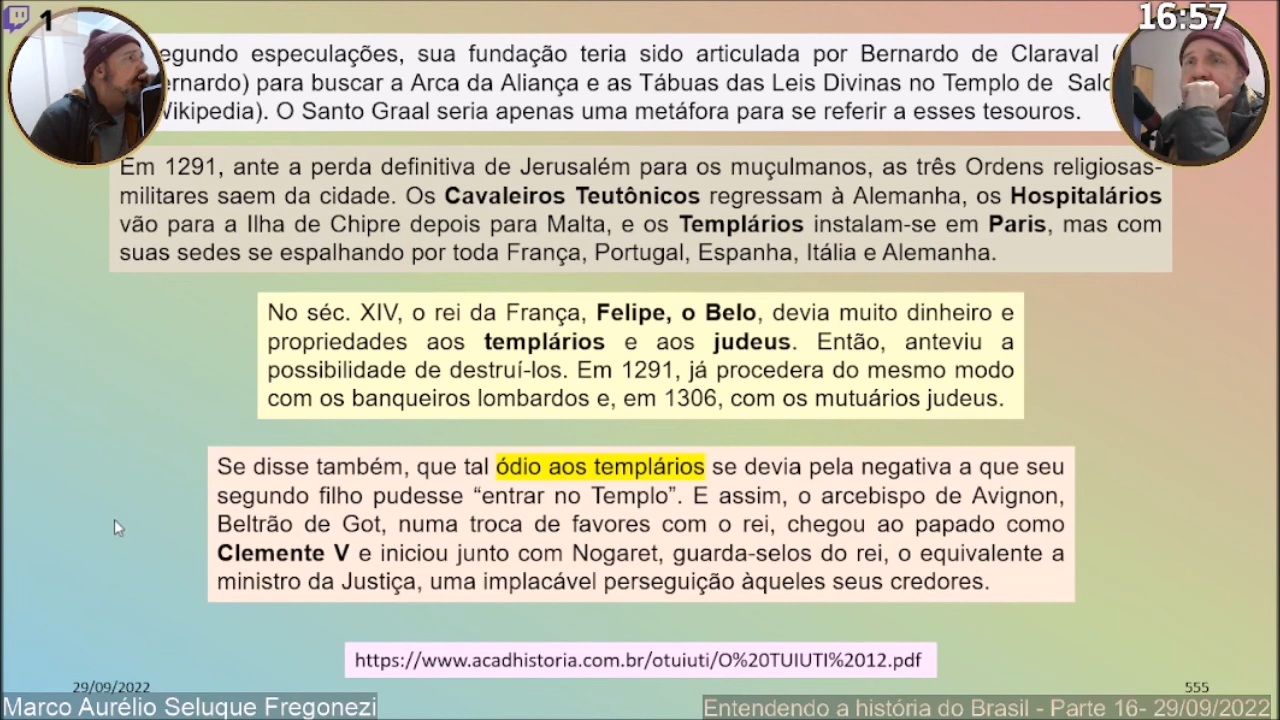 1
16:57
egundo especulações, sua fundação teria sido articulada por Bernardo de Claraval (
ernardo) para buscar a Arca da Aliança e as Tábuas das Leis Divinas no Templo de Salo
Wikipedia). O Santo Graal seria apenas uma metáfora para se referir a esses tesouros.
Em 1291, ante a perda definitiva de Jerusalém para os muçulmanos, as três Ordens religiosas-
militares saem da cidade. Os Cavaleiros Teutônicos regressam à Alemanha, os Hospitalários
vão para a Ilha de Chipre depois para Malta, e os Templários instalam-se em Paris, mas com
suas sedes se espalhando por toda França, Portugal, Espanha, Itália e Alemanha.
No séc. XIV, o rei da França, Felipe, o Belo, devia muito dinheiro e
propriedades aos templários e aos judeus. Então, anteviu a
possibilidade de destruí-los. Em 1291, já procedera do mesmo modo
com os banqueiros lombardos e, em 1306, com os mutuários judeus.
Se disse também, que tal ódio aos templários se devia pela negativa a que seu
segundo filho pudesse “entrar no Templo”. E assim, o arcebispo de Avignon,
Beltrão de Got, numa troca de favores com o rei, chegou ao papado como
Clemente V e iniciou junto com Nogaret, guarda-selos do rei, o equivalente a
ministro da Justiça, uma implacável perseguição àqueles seus credores.
https://www.acadhistoria.com.br/otuiuti/O%20TUIUTI%2012.pdf
29/09/2022
555
Marco Aurélio Seluque Fregonezi
Entendendo a história do Brasil - Parte 16- 29/09/2022